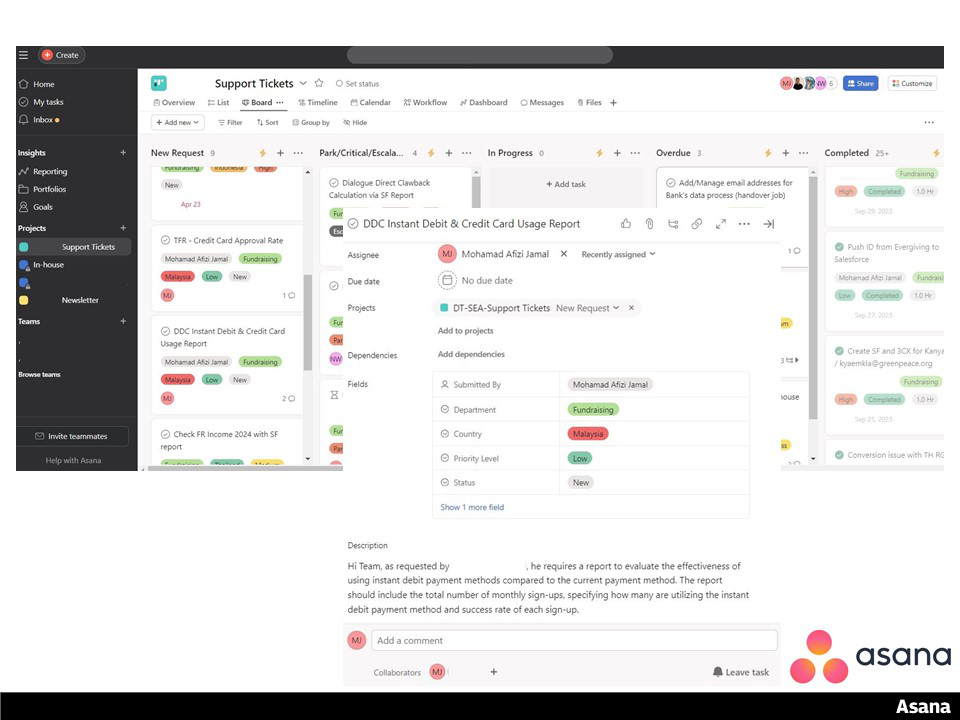 Create
Home
My tasks
Inbox
Insights
Reporting
Portfolios
Goals
Projects
Support Tickets
In-house
Newsletter
Teams
Browse teams
Invite teammates
Help with Asana
Support Tickets
Set status
MJ
NW
6
Share
Customize
Overview
List
Board
Timeline
Calendar
Workflow
Dashboard
Messages
Files
+ Add new
Filter
Sort
Group by
Hide
New Request 9
Fundraising Indonesia High
New
Apr 23
TFR - Credit Card Approval Rate
Mohamad Afizi Jamal Fundraising
Malaysia Low New
MJ 1
DDC Instant Debit & Credit Card
Usage Report
Mohamad Afizi Jamal Fundraising
Malaysia Low New
MJ 2
Check FR Income 2024 with SF
report
Park/Critical/Escala... 4
Dialogue Direct Clawback
Calculation via SF Report
In Progress 0
+ Add task
Overdue 3
Add/Manage email addresses for
Bank's data process (handover job)
1
Completed 25+
Fundraising
High Completed 1.0 Hr
Sep 29, 2023
Push ID from Evergiving to
Salesforce
Mohamad Afizi Jamal
Low Completed 1.0 Hr
Sep 27, 2023
Create SF and 3CX for Kanya
/ kyaemkla@greenpeace.org
Fundraising
High Completed 1.0 Hr
Sep 25, 2023
Conversion issue with TH RG
DDC Instant Debit & Credit Card Usage Report
Assignee MJ Mohamad Afizi Jamal Recently assigned
Due date No due date
Projects DT-SEA-Support Tickets New Request
Add to projects
Dependencies Add dependencies
Fields
Submitted By Mohamad Afizi Jamal
Department Fundraising
Country Malaysia
Priority Level Low
Status New
Show 1 more field
Description
Hi Team, as requested by , he requires a report to evaluate the effectiveness of
using instant debit payment methods compared to the current payment method. The report
should include the total number of monthly sign-ups, specifying how many are utilizing the instant
debit payment method and success rate of each sign-up.
MJ Add a comment
Collaborators MJ + Leave task
asana
Asana